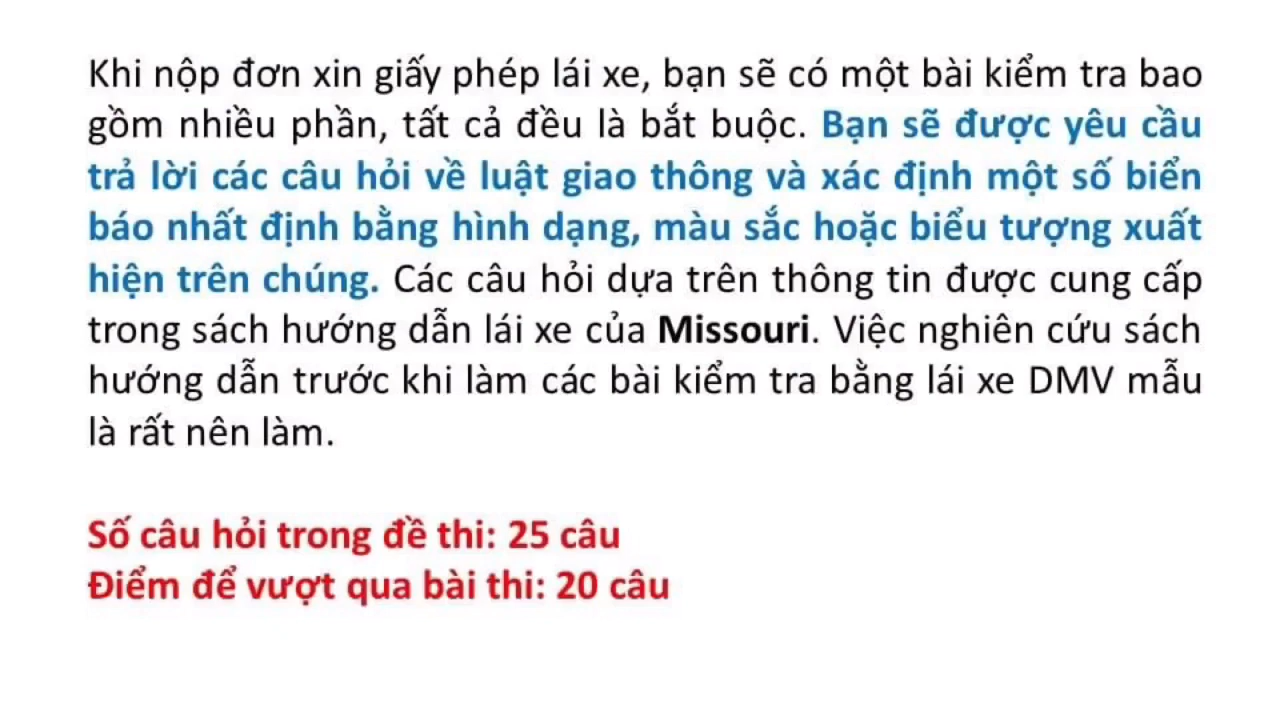 Khi nộp đơn xin giấy phép lái xe, bạn sẽ có một bài kiểm tra bao
gồm nhiều phần, tất cả đều là bắt buộc. Bạn sẽ được yêu cầu
trả lời các câu hỏi về luật giao thông và xác định một số biển
báo nhất định bằng hình dạng, màu sắc hoặc biểu tượng xuất
hiện trên chúng. Các câu hỏi dựa trên thông tin được cung cấp
trong sách hướng dẫn lái xe của Missouri. Việc nghiên cứu sách
hướng dẫn trước khi làm các bài kiểm tra bằng lái xe DMV mẫu
là rất nên làm.
Số câu hỏi trong đề thi: 25 câu
Điểm để vượt qua bài thi: 20 câu